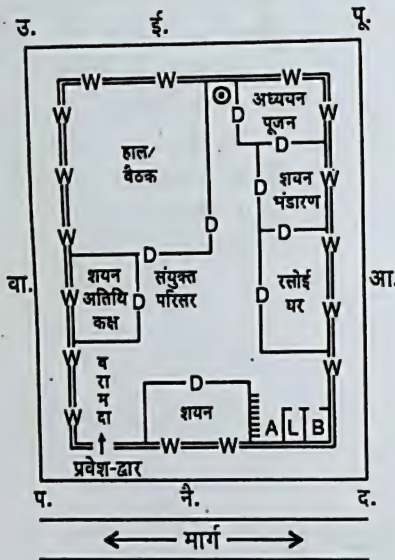 उ. ई. पू.
W W W
अध्ययन
W D पूजन W
हाल/
बैठक
D
W D शयन W
भंडारण
D D
W D
वा. शयन संयुक्त रसोई आ.
W अतिथि D परिसर D घर W
कक्ष
W ब W
रा D
W म शयन A L B
दा
W W
प्रवेश-द्वार
प. नै. द.
मार्ग